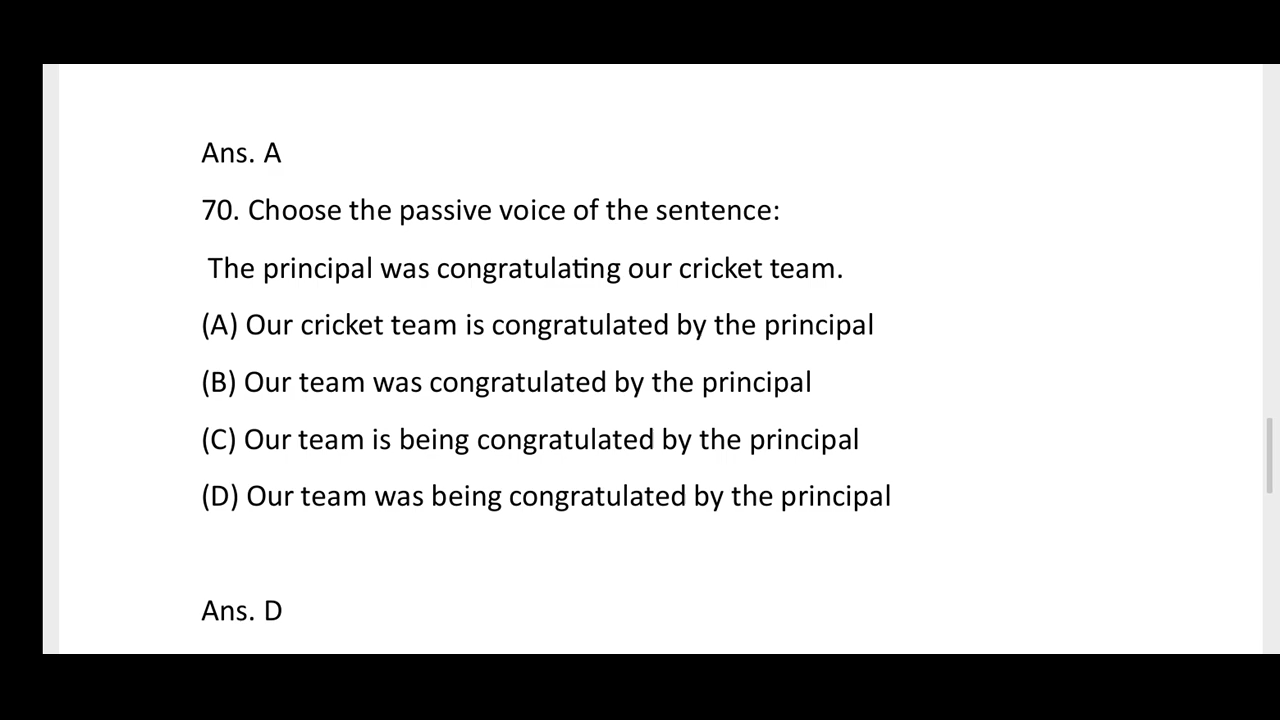 Ans. A
70. Choose the passive voice of the sentence:
The principal was congratulating our cricket team.
(A) Our cricket team is congratulated by the principal
(B) Our team was congratulated by the principal
(C) Our team is being congratulated by the principal
(D) Our team was being congratulated by the principal
Ans. D